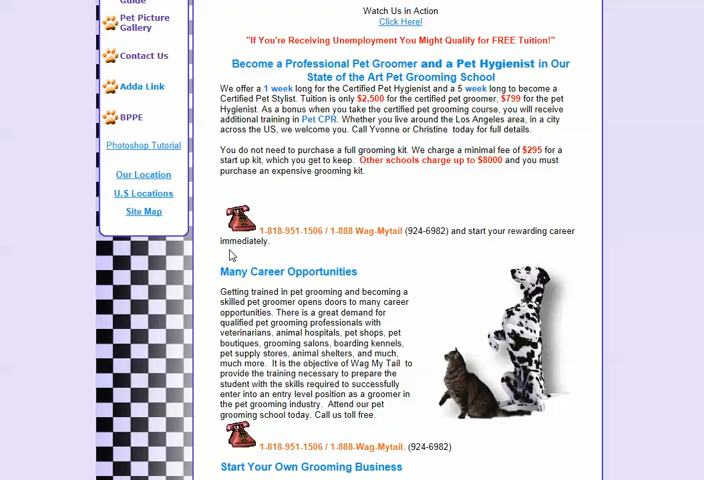 Guide
Pet Picture
Gallery
Contact Us
Adda Link
BPPE
Photoshop Tutorial
Our Location
U.S Locations
Site Map
Watch Us in Action
Click Here!
"If You're Receiving Unemployment You Might Qualify for FREE Tuition!"
Become a Professional Pet Groomer and a Pet Hygienist in Our
State of the Art Pet Grooming School
We offer a 1 week long for the Certified Pet Hygienist and a 5 week long to become a
Certified Pet Stylist. Tuition is only $2,500 for the certified pet groomer, $799 for the pet
Hygienist. As a bonus when you take the certified pet grooming course, you will receive
additional training in Pet CPR. Whether you live around the Los Angeles area, in a city
across the US, we welcome you. Call Yvonne or Christine today for full details.
You do not need to purchase a full grooming kit. We charge a minimal fee of $295 for a
start up kit, which you get to keep. Other schools charge up to $8000 and you must
purchase an expensive grooming kit.
1-818-951-1506 / 1-888 Wag-Mytail (924-6982) and start your rewarding career
immediately.
Many Career Opportunities
Getting trained in pet grooming and becoming a
skilled pet groomer opens doors to many career
opportunities. There is a great demand for
qualified pet grooming professionals with
veterinarians, animal hospitals, pet shops, pet
boutiques, grooming salons, boarding kennels,
pet supply stores, animal shelters, and much,
much more. It is the objective of Wag My Tail to
provide the training necessary to prepare the
student with the skills required to successfully
enter into an entry level position as a groomer in
the pet grooming industry. Attend our pet
grooming school today. Call us toll free.
1-818-951-1506 / 1-888-Wag-Mytail. (924-6982)
Start Your Own Grooming Business